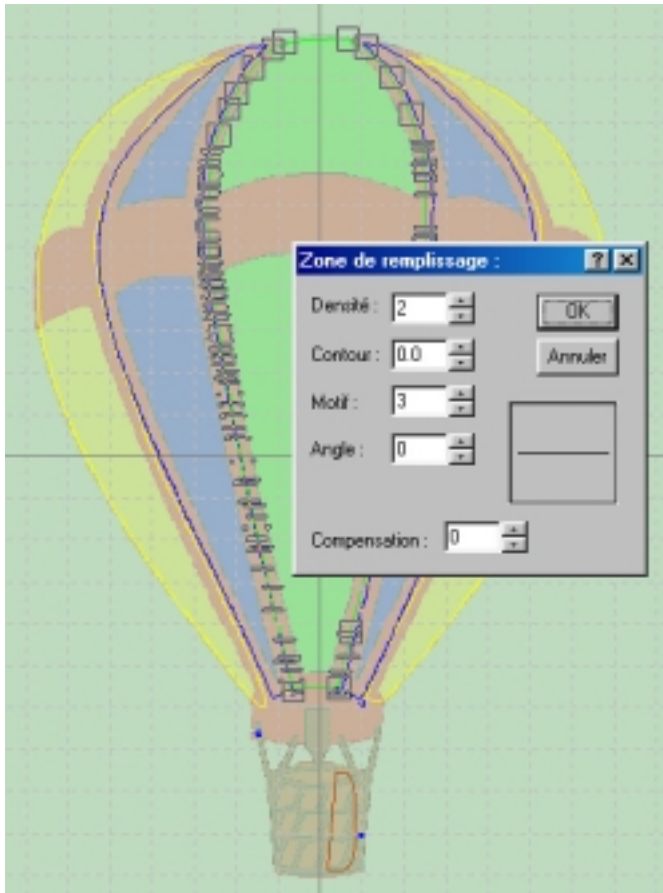 Zone de remplissage :
Densité : 2
OK
Contour : 0.0
Annuler
Motif : 3
Angle : 0
Compensation : 0